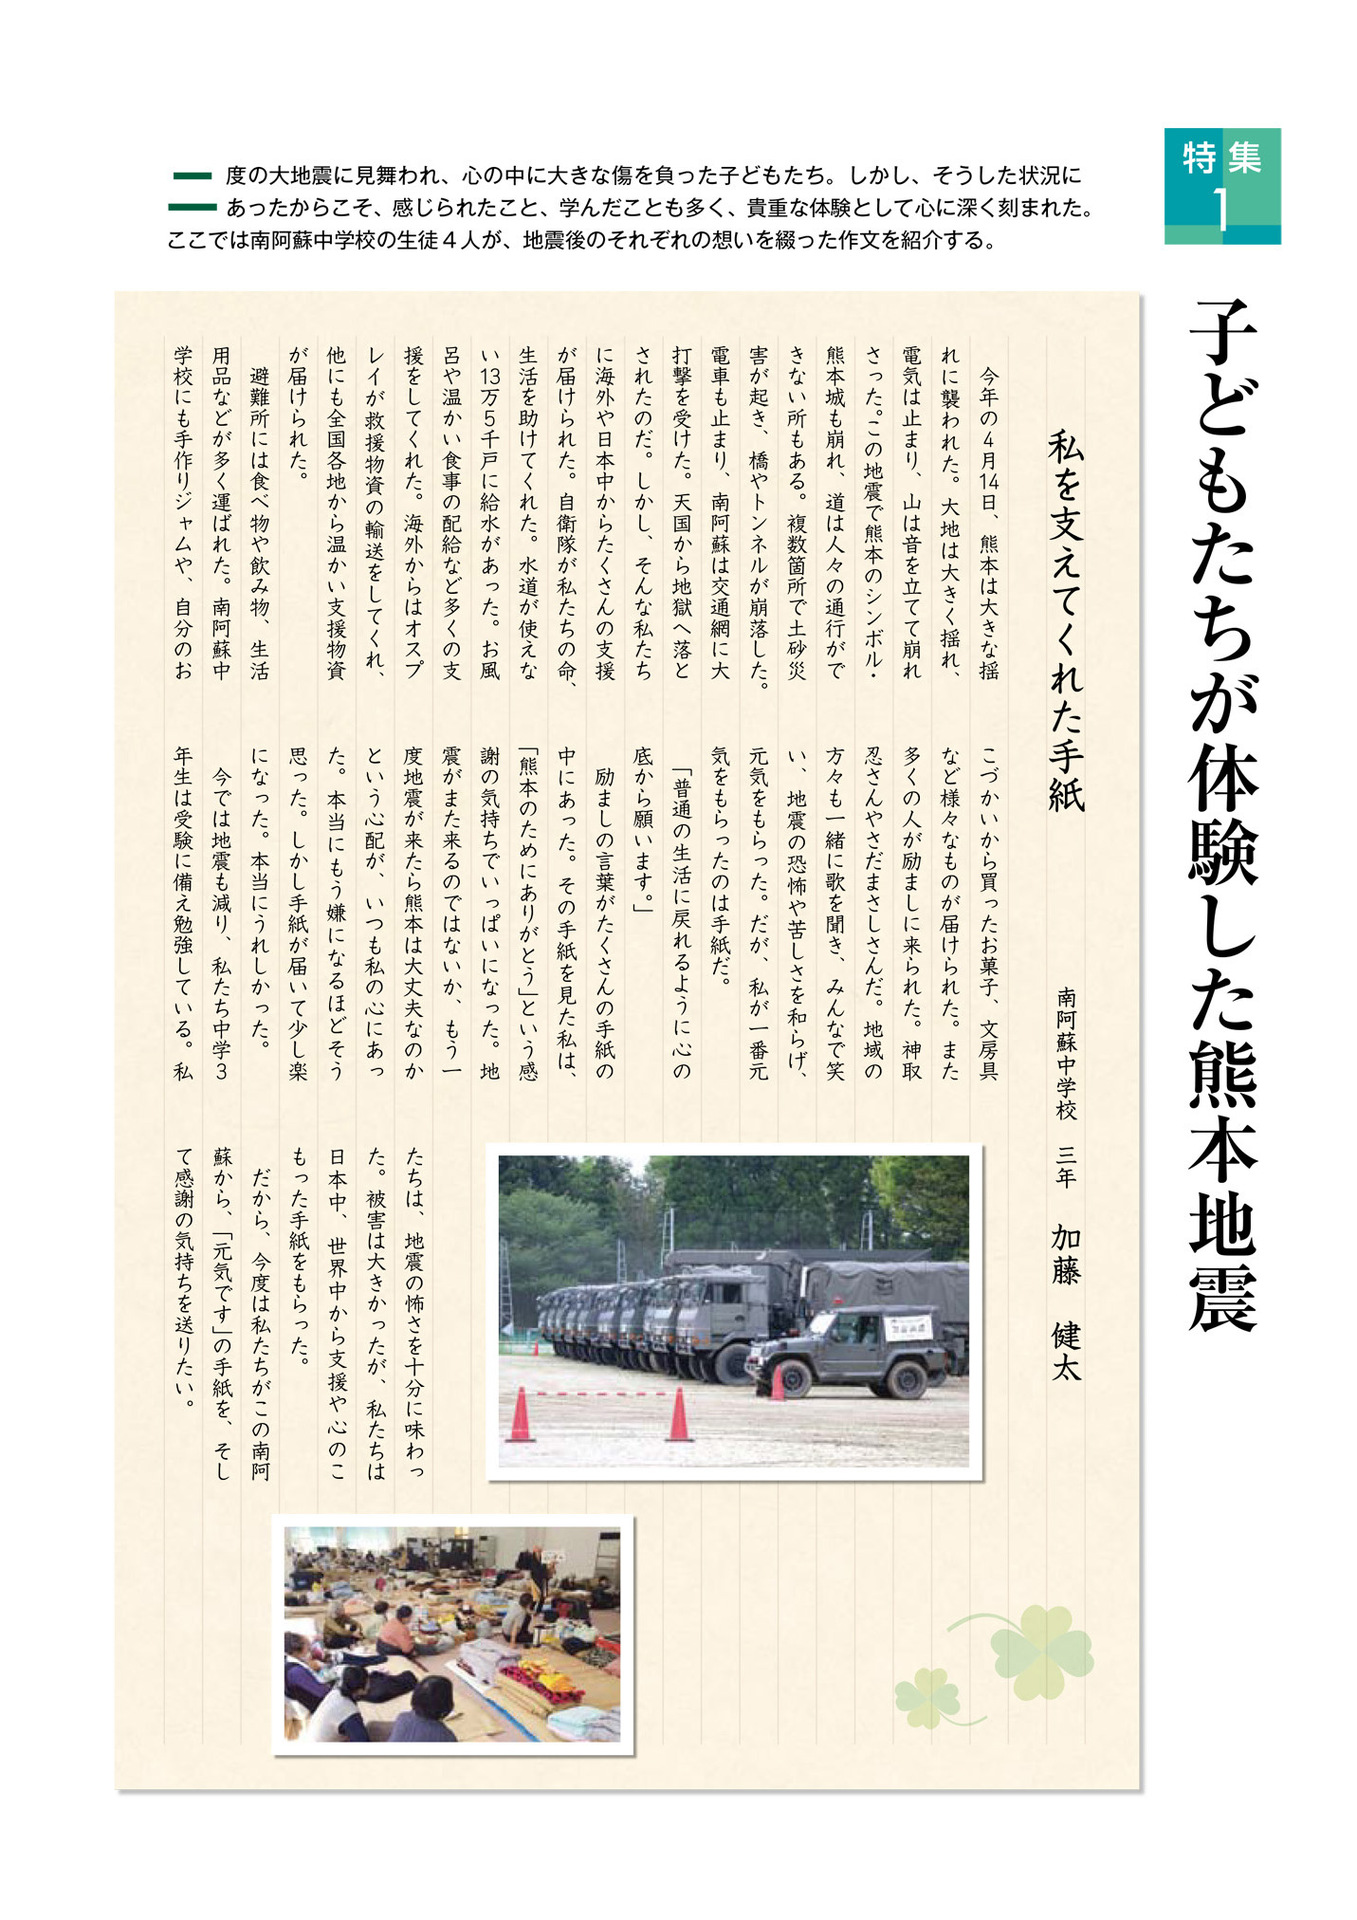 特集
1
子どもたちが体験した熊本地震
二度の大地震に見舞われ、心の中に大きな傷を負った子どもたち。しかし、そうした状況に
あったからこそ、感じられたこと、学んだことも多く、貴重な体験として心に深く刻まれた。
ここでは南阿蘇中学校の生徒4人が、地震後のそれぞれの想いを綴った作文を紹介する。
私を支えてくれた手紙
南阿蘇中学校 三年 加藤 健太
今年の4月14日、熊本は大きな揺
れに襲われた。大地は大きく揺れ、
電気は止まり、山は音を立てて崩れ
さった。この地震で熊本のシンボル・
熊本城も崩れ、道は人々の通行がで
きない所もある。複数箇所で土砂災
害が起き、橋やトンネルが崩落した。
電車も止まり、南阿蘇は交通網に大
打撃を受けた。天国から地獄へ落と
されたのだ。しかし、そんな私たち
に海外や日本中からたくさんの支援
が届けられた。自衛隊が私たちの命、
生活を助けてくれた。水道が使えな
い13万5千戸に給水があった。お風
呂や温かい食事の配給など多くの支
援をしてくれた。海外からはオスプ
レイが救援物資の輸送をしてくれ、
他にも全国各地から温かい支援物資
が届けられた。
避難所には食べ物や飲み物、生活
用品などが多く運ばれた。南阿蘇中
学校にも手作りジャムや、自分のお
こづかいから買ったお菓子、文房具
など様々なものが届けられた。また
多くの人が励ましに来られた。神取
忍さんやさだまさしさんだ。地域の
方々も一緒に歌を聞き、みんなで笑
い、地震の恐怖や苦しさを和らげ、
元気をもらった。だが、私が一番元
気をもらったのは手紙だ。
「普通の生活に戻れるように心の
底から願います。」
励ましの言葉がたくさんの手紙の
中にあった。その手紙を見た私は、
「熊本のためにありがとう」という感
謝の気持ちでいっぱいになった。地
震がまた来るのではないか、もう一
度地震が来たら熊本は大丈夫なのか
という心配が、いつも私の心にあっ
た。本当にもう嫌になるほどそう
思った。しかし手紙が届いて少し楽
になった。本当にうれしかった。
今では地震も減り、私たち中学3
年生は受験に備え勉強している。私
たちは、地震の怖さを十分に味わっ
た。被害は大きかったが、私たちは
日本中、世界中から支援や心のこ
もった手紙をもらった。
だから、今度は私たちがこの南阿
蘇から、「元気です」の手紙を、そし
て感謝の気持ちを送りたい。